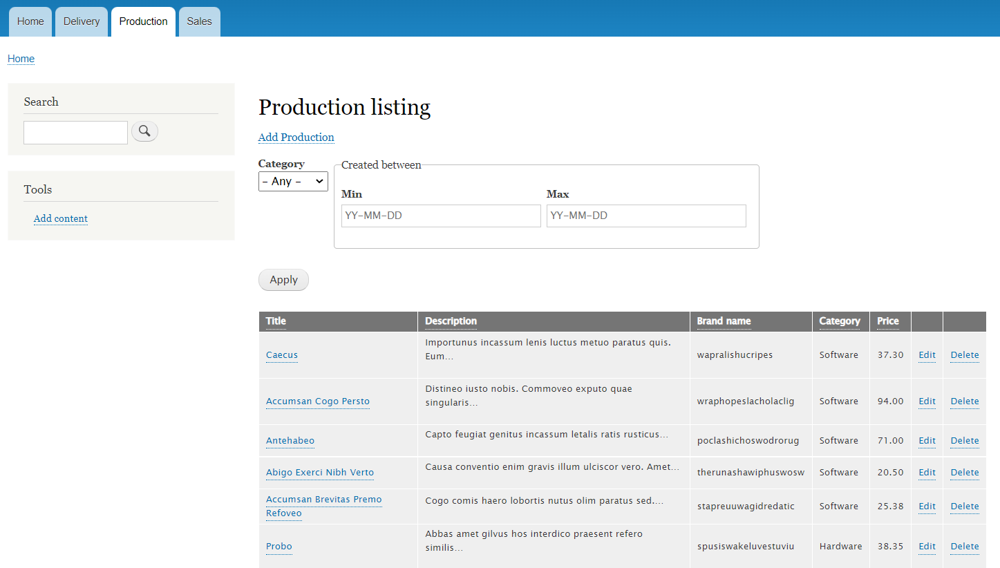 Home Delivery Production Sales
Home
Search
Tools
Add content
Production listing
Add Production
Category
– Any –
Created between
Min Max
YY-MM-DD YY-MM-DD
Apply
Title Description Brand name Category Price
Caecus Importunus incassum lenis luctus metuo paratus quis. Eum... wapralishucripes Software 37.30 Edit Delete
Accumsan Cogo Persto Distineo iusto nobis. Commoveo exputo quae singularis... wraphopeslacholaclig Software 94.00 Edit Delete
Antehabeo Capto feugiat genitus incassum letalis ratis rusticus... poclashichoswodrorug Software 71.00 Edit Delete
Abigo Exerci Nibh Verto Causa conventio enim gravis illum ulciscor vero. Amet... therunashawiphuswosw Software 20.50 Edit Delete
Accumsan Brevitas Premo Refoveo Cogo comis haero lobortis nutus olim paratus sed.... stapreuuwagidredatic Software 25.38 Edit Delete
Probo Abbas amet gilvus hos interdico praesent refero similis... spusiswakeluvestuviu Hardware 38.35 Edit Delete